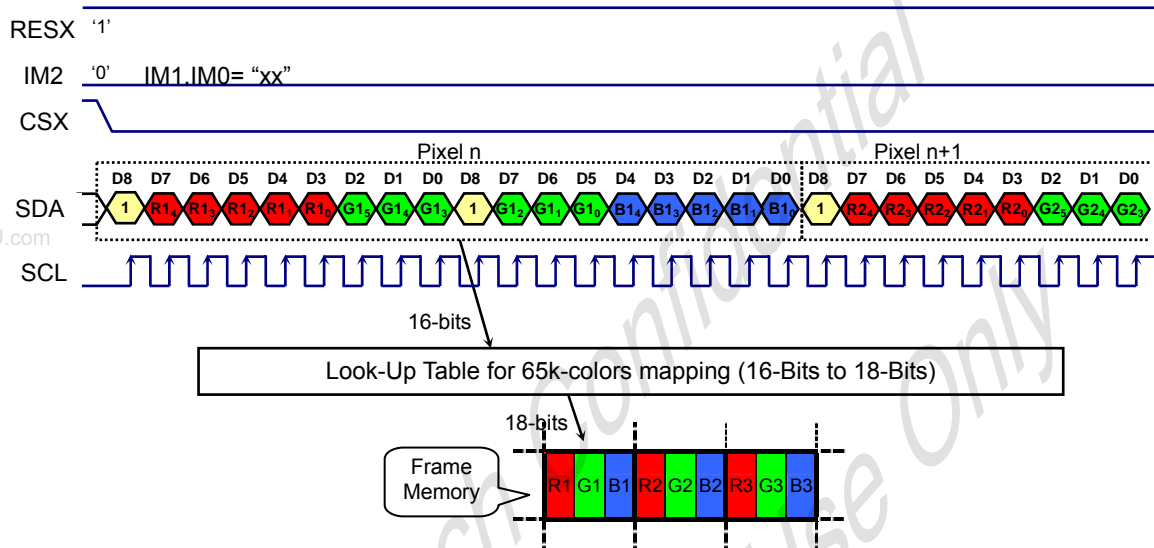 RESX '1'
IM2 '0' IM1,IM0= "xx"
CSX
Pixel n Pixel n+1
D8 D7 D6 D5 D4 D3 D2 D1 D0 D8 D7 D6 D5 D4 D3 D2 D1 D0 D8 D7 D6 D5 D4 D3 D2 D1 D0
SDA 1 R1₄ R1₃ R1₂ R1₁ R1₀ G1₅ G1₄ G1₃ 1 G1₂ G1₁ G1₀ B1₄ B1₃ B1₂ B1₁ B1₀ 1 R2₄ R2₃ R2₂ R2₁ R2₀ G2₅ G2₄ G2₃
.com
SCL
16-bits
Look-Up Table for 65k-colors mapping (16-Bits to 18-Bits)
18-bits
Frame
Memory
R1 G1 B1 R2 G2 B2 R3 G3 B3
Confidential
Use Only